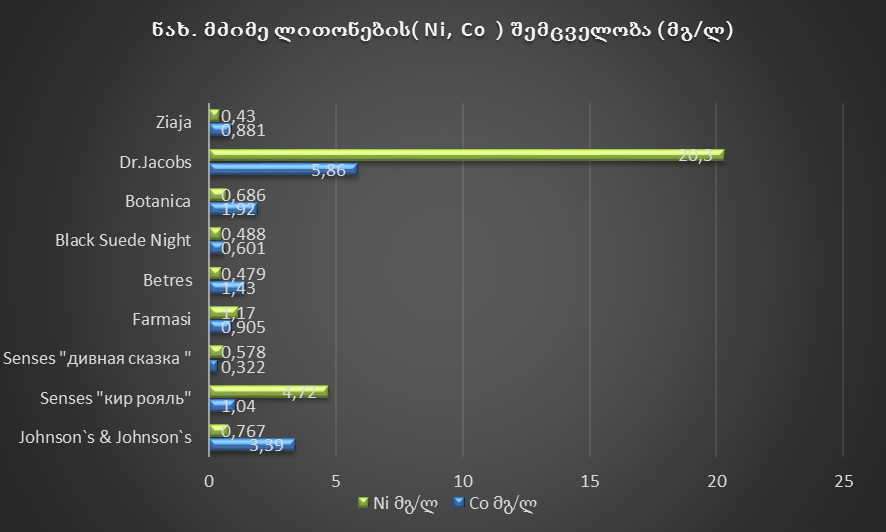 ნახ. მძიმე ლითონების( Ni, Co ) შემცველობა (მგ/ლ)
Ziaja
0,43
0,881
Dr.Jacobs
20,3
5,86
Botanica
0,686
1,92
Black Suede Night
0,488
0,601
Betres
0,479
1,43
Farmasi
1,17
0,905
Senses "дивная сказка "
0,578
0,322
Senses "кир рояль"
4,72
1,04
Johnson`s & Johnson`s
0,767
3,39
0 5 10 15 20 25
Ni მგ/ლ Co მგ/ლ